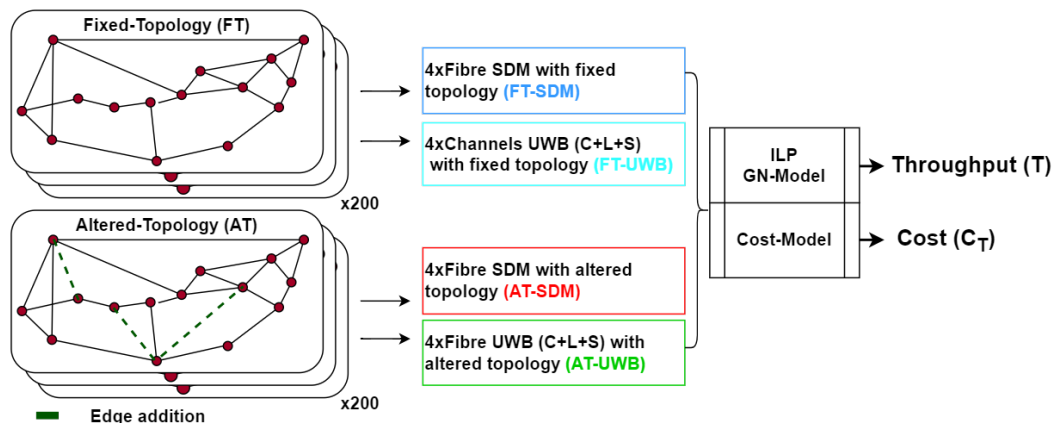 Fixed-Topology (FT)
x200
Altered-Topology (AT)
x200
Edge addition
4xFibre SDM with fixed
topology (FT-SDM)
4xChannels UWB (C+L+S)
with fixed topology (FT-UWB)
4xFibre SDM with altered
topology (AT-SDM)
4xFibre UWB (C+L+S) with
altered topology (AT-UWB)
ILP
GN-Model
Cost-Model
Throughput (T)
Cost (C_T)